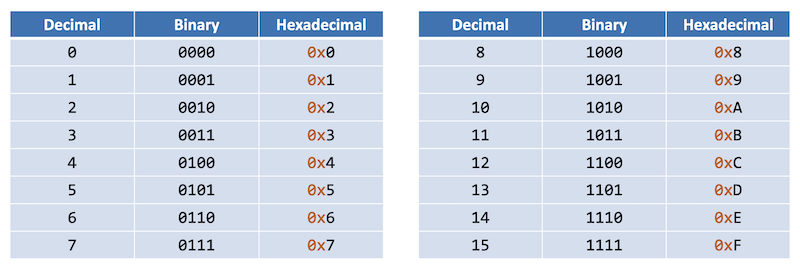 Decimal Binary Hexadecimal
0 0000 0x0
1 0001 0x1
2 0010 0x2
3 0011 0x3
4 0100 0x4
5 0101 0x5
6 0110 0x6
7 0111 0x7
Decimal Binary Hexadecimal
8 1000 0x8
9 1001 0x9
10 1010 0xA
11 1011 0xB
12 1100 0xC
13 1101 0xD
14 1110 0xE
15 1111 0xF